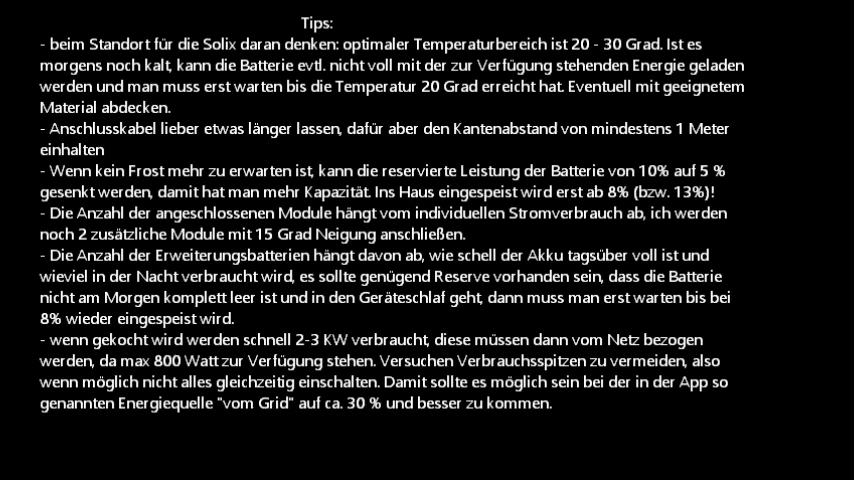 Tips:
- beim Standort für die Solix daran denken: optimaler Temperaturbereich ist 20 - 30 Grad. Ist es
morgens noch kalt, kann die Batterie evtl. nicht voll mit der zur Verfügung stehenden Energie geladen
werden und man muss erst warten bis die Temperatur 20 Grad erreicht hat. Eventuell mit geeignetem
Material abdecken.
- Anschlusskabel lieber etwas länger lassen, dafür aber den Kantenabstand von mindestens 1 Meter
einhalten
- Wenn kein Frost mehr zu erwarten ist, kann die reservierte Leistung der Batterie von 10% auf 5 %
gesenkt werden, damit hat man mehr Kapazität. Ins Haus eingespeist wird erst ab 8% (bzw. 13%)!
- Die Anzahl der angeschlossenen Module hängt vom individuellen Stromverbrauch ab, ich werden
noch 2 zusätzliche Module mit 15 Grad Neigung anschließen.
- Die Anzahl der Erweiterungsbatterien hängt davon ab, wie schell der Akku tagsüber voll ist und
wieviel in der Nacht verbraucht wird, es sollte genügend Reserve vorhanden sein, dass die Batterie
nicht am Morgen komplett leer ist und in den Geräteschlaf geht, dann muss man erst warten bis bei
8% wieder eingespeist wird.
- wenn gekocht wird werden schnell 2-3 KW verbraucht, diese müssen dann vom Netz bezogen
werden, da max 800 Watt zur Verfügung stehen. Versuchen Verbrauchsspitzen zu vermeiden, also
wenn möglich nicht alles gleichzeitig einschalten. Damit sollte es möglich sein bei der in der App so
genannten Energiequelle "vom Grid" auf ca. 30 % und besser zu kommen.